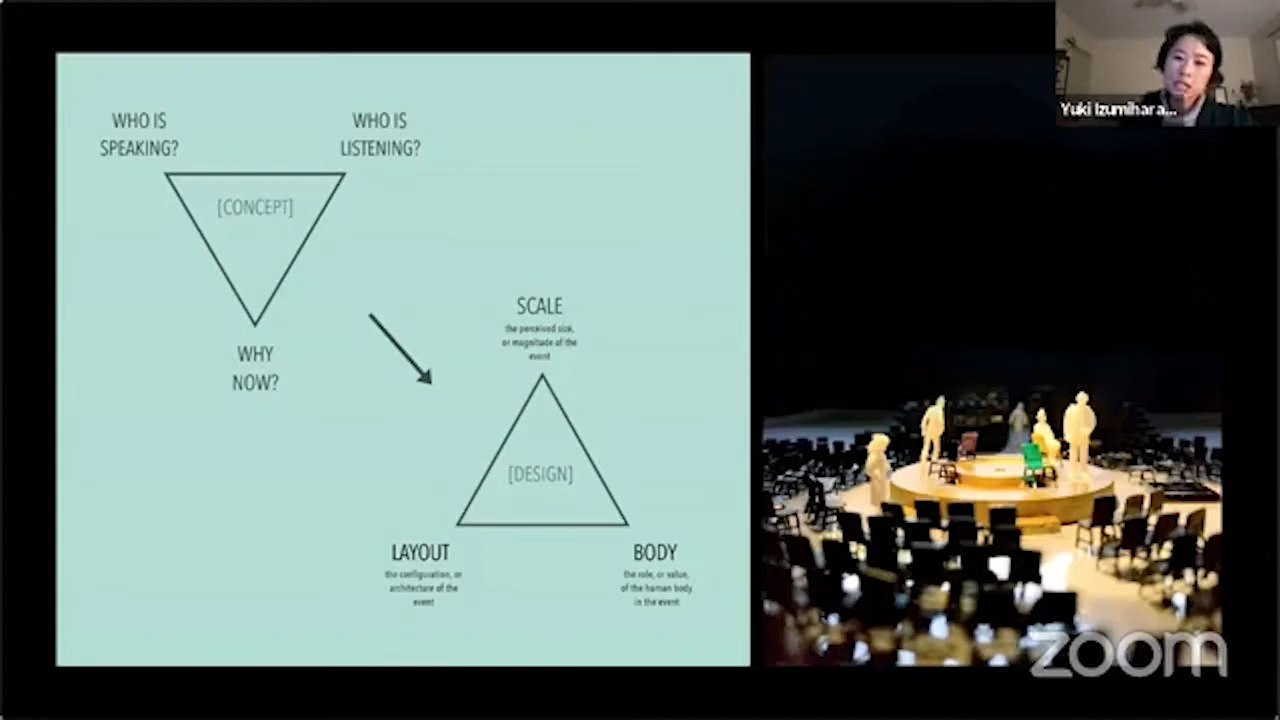 WHO IS
SPEAKING?
WHO IS
LISTENING?
[CONCEPT]
WHY
NOW?
SCALE
the perceived size,
or magnitude of the
event
[DESIGN]
LAYOUT
the configuration, or
architecture of the
event
BODY
the role, or value,
of the human body
in the event
Yuki Izumihara...
zoom